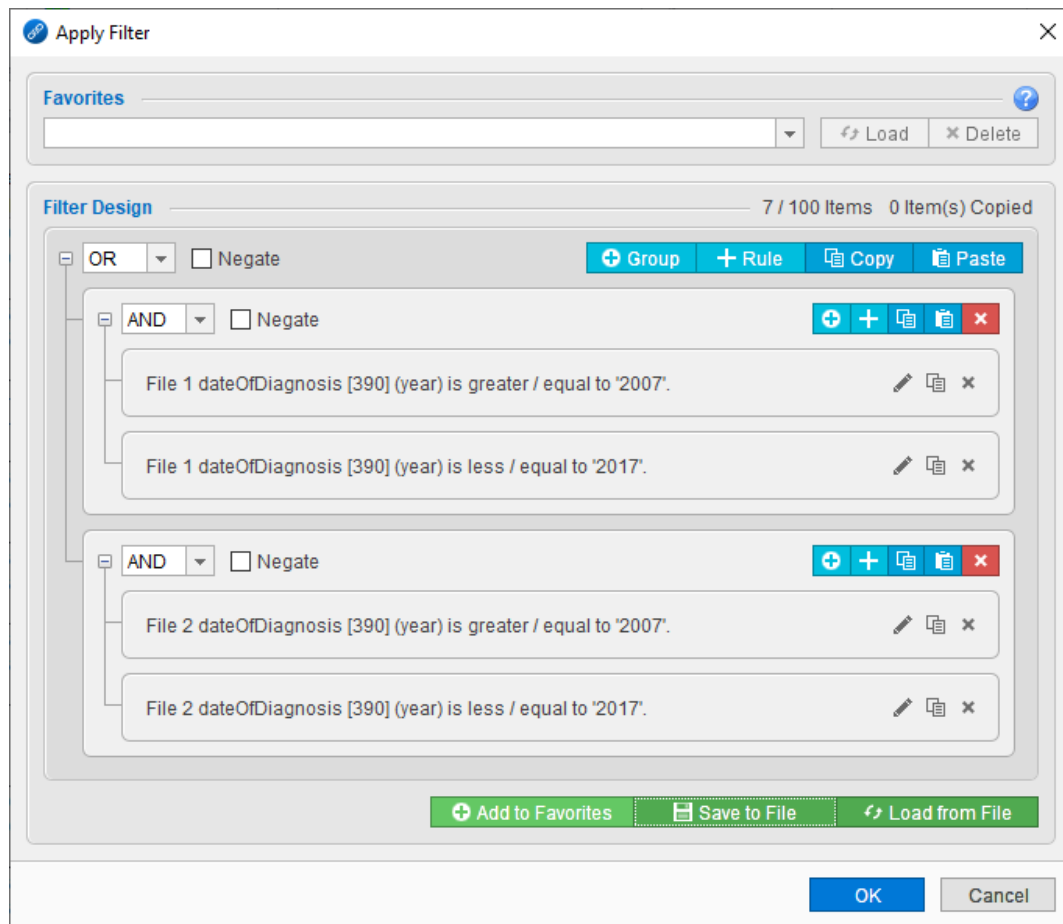 Apply Filter
Favorites
Load Delete
Filter Design 7 / 100 Items 0 Item(s) Copied
OR Negate Group Rule Copy Paste
AND Negate
File 1 dateOfDiagnosis [390] (year) is greater / equal to '2007'.
File 1 dateOfDiagnosis [390] (year) is less / equal to '2017'.
AND Negate
File 2 dateOfDiagnosis [390] (year) is greater / equal to '2007'.
File 2 dateOfDiagnosis [390] (year) is less / equal to '2017'.
Add to Favorites Save to File Load from File
OK Cancel